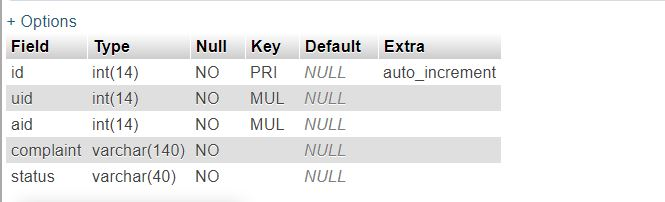 + Options
Field Type Null Key Default Extra
id int(14) NO PRI NULL auto_increment
uid int(14) NO MUL NULL
aid int(14) NO MUL NULL
complaint varchar(140) NO NULL
status varchar(40) NO NULL